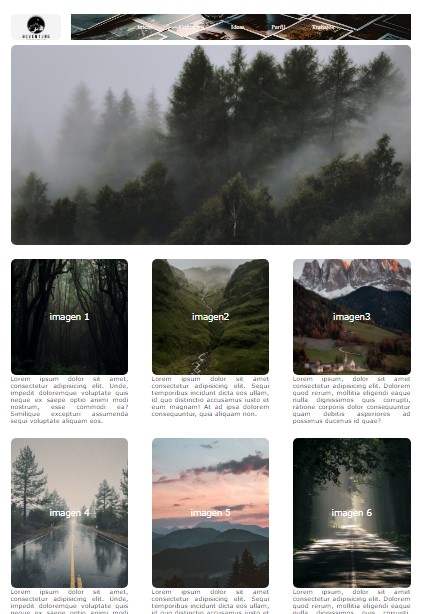 Inicio
Ideas
Perfil
Trabajos
ADVENTURE
imagen 1
imagen2
imagen3
Lorem ipsum dolor sit amet,
consectetur adipisicing elit. Unde,
impedit doloremque voluptate quis
neque ex saepe optio animi modi
nostrum, esse commodi ea?
Similique excepturi assumenda
sequi voluptate aliquam eos.
Lorem ipsum dolor sit amet
consectetur adipisicing elit. Sequi
temporibus incidunt dicta eos ullam,
id quo distinctio accusamus iusto et
eum magnam! At ad ipsa dolorem
consequuntur, quia aliquam non.
Lorem ipsum dolor sit amet
consectetur adipisicing elit. Dolorem
quod rerum, mollitia eligendi eaque
nulla dignissimos quis corrupti,
ratione corporis dolor consequuntur
quam debitis asperiores ad
possimus ducimus id quae?
imagen 4
imagen 5
imagen 6
Lorem ipsum dolor sit amet,
consectetur adipisicing elit. Unde,
impedit doloremque voluptate quis
neque ex saepe optio animi modi
Lorem ipsum dolor sit amet
consectetur adipisicing elit. Sequi
temporibus incidunt dicta eos ullam,
id quo distinctio accusamus iusto et
Lorem ipsum dolor sit amet
consectetur adipisicing elit. Dolorem
quod rerum, mollitia eligendi eaque
nulla dignissimos quis corrupti,